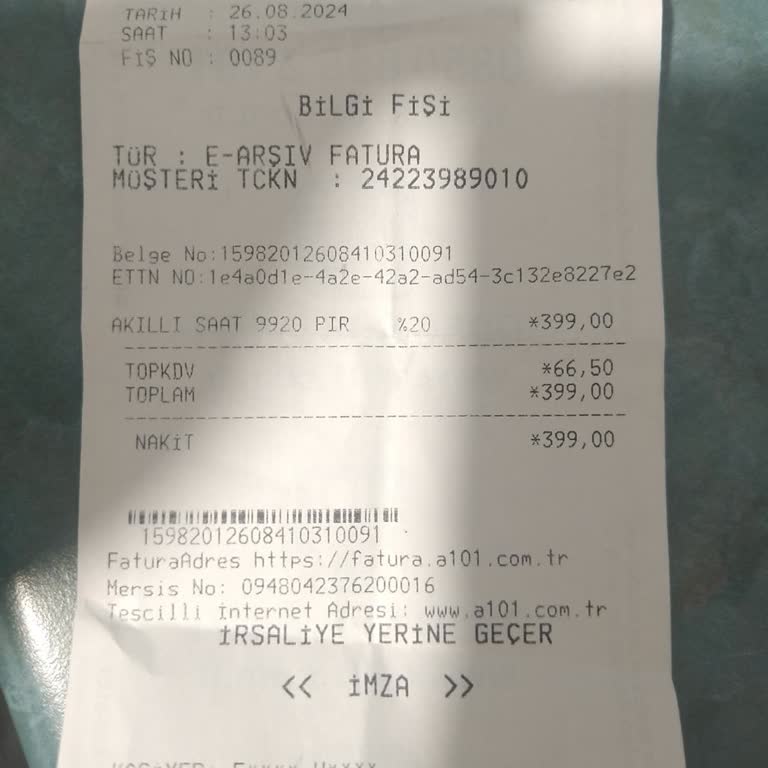 TARİH : 26.08.2024
SAAT : 13:03
FİŞ NO : 0089
BİLGİ FİŞİ
TÜR : E-ARŞIV FATURA
MÜŞTERİ TCKN : 24223989010
Belge No:15982012608410310091
ETTN NO:1e4a0d1e-4a2e-42a2-ad54-3c132e8227e2
AKILLI SAAT 9920 PIR %20 *399,00
TOPKDV *66,50
TOPLAM *399,00
NAKİT *399,00
15982012608410310091
FaturaAdres https://fatura.a101.com.tr
Mersis No: 0948042376200016
Tescilli İnternet Adresi: www.a101.com.tr
İRSALİYE YERİNE GEÇER
<< İMZA >>